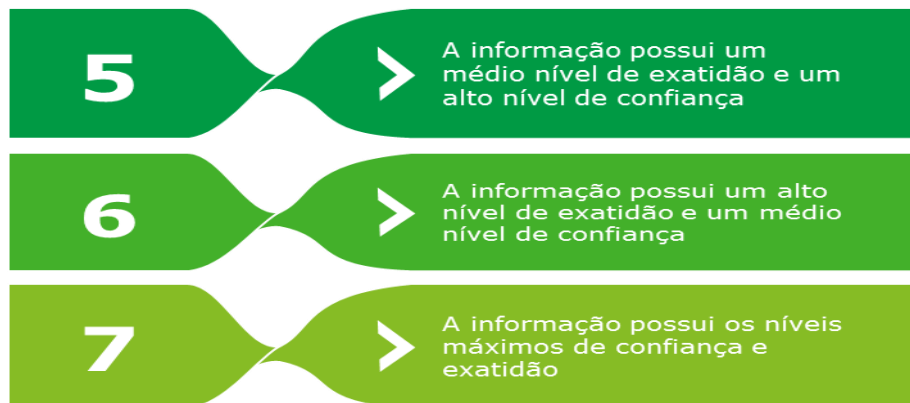 5
A informação possui um
médio nível de exatidão e um
alto nível de confiança
6
A informação possui um alto
nível de exatidão e um médio
nível de confiança
7
A informação possui os níveis
máximos de confiança e
exatidão